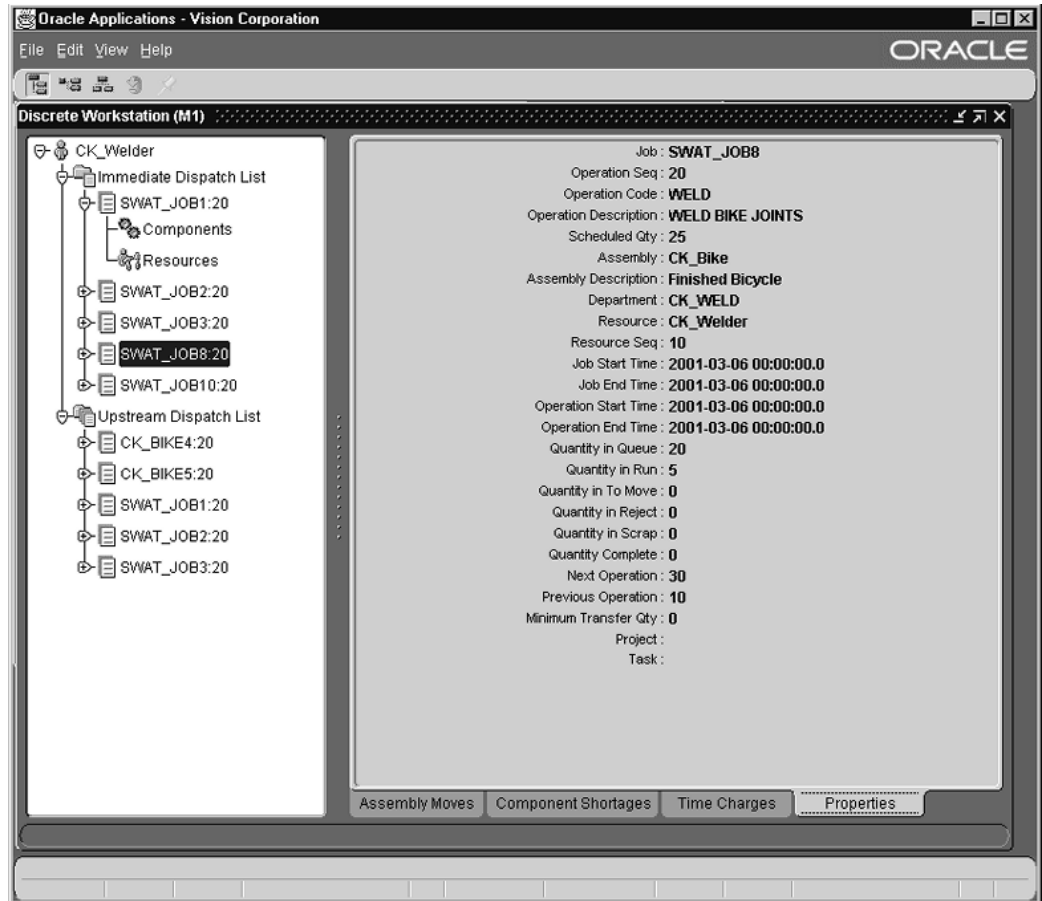 Oracle Applications - Vision Corporation
File Edit View Help
ORACLE
Discrete Workstation (M1)
CK_Welder
Immediate Dispatch List
SWAT_JOB1:20
Components
Resources
SWAT_JOB2:20
SWAT_JOB3:20
SWAT_JOB8:20
SWAT_JOB10:20
Upstream Dispatch List
CK_BIKE4:20
CK_BIKE5:20
SWAT_JOB1:20
SWAT_JOB2:20
SWAT_JOB3:20
Job : SWAT_JOB8
Operation Seq : 20
Operation Code : WELD
Operation Description : WELD BIKE JOINTS
Scheduled Qty : 25
Assembly : CK_Bike
Assembly Description : Finished Bicycle
Department : CK_WELD
Resource : CK_Welder
Resource Seq : 10
Job Start Time : 2001-03-06 00:00:00.0
Job End Time : 2001-03-06 00:00:00.0
Operation Start Time : 2001-03-06 00:00:00.0
Operation End Time : 2001-03-06 00:00:00.0
Quantity in Queue : 20
Quantity in Run : 5
Quantity in To Move : 0
Quantity in Reject : 0
Quantity in Scrap : 0
Quantity Complete : 0
Next Operation : 30
Previous Operation : 10
Minimum Transfer Qty : 0
Project :
Task :
Assembly Moves Component Shortages Time Charges Properties